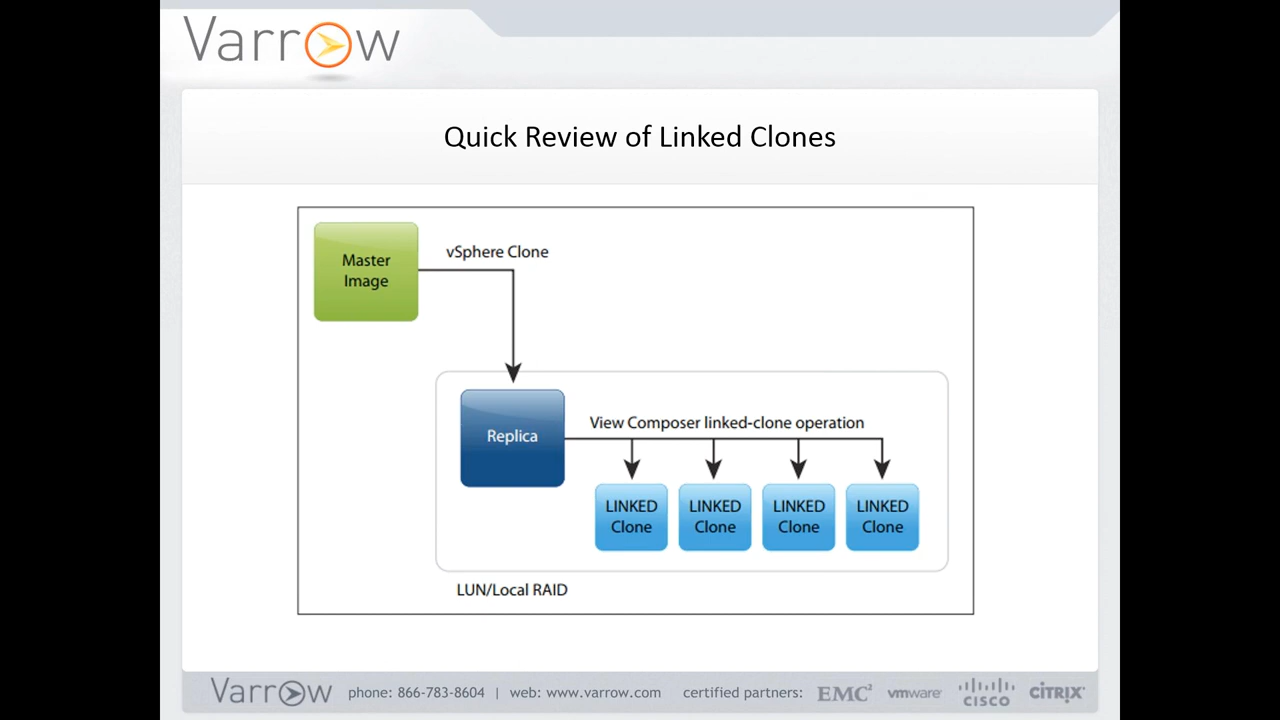 Varrow
Quick Review of Linked Clones
Master
Image
vSphere Clone
Replica
View Composer linked-clone operation
LINKED
Clone
LINKED
Clone
LINKED
Clone
LINKED
Clone
LUN/Local RAID
Varrow phone: 866-783-8604 | web: www.varrow.com certified partners: EMC² vmware CISCO CITRIX